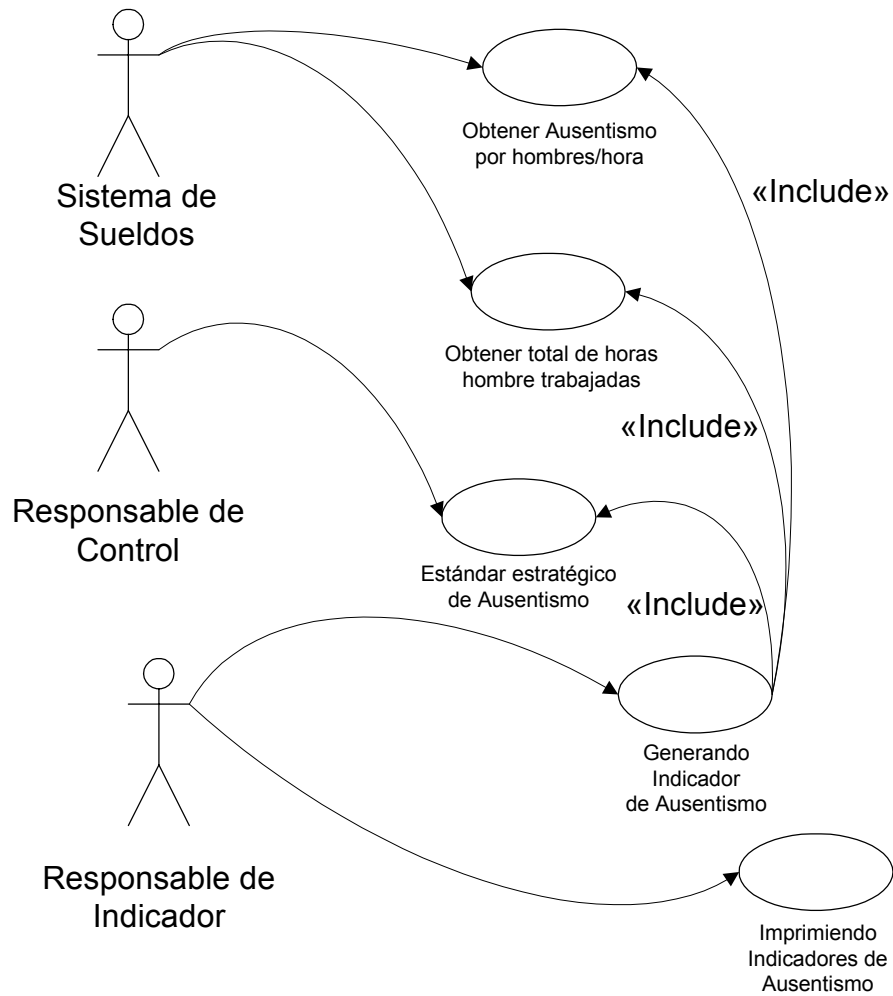 Obtener Ausentismo
por hombres/hora
Sistema de
Sueldos
«Include»
Obtener total de horas
hombre trabajadas
«Include»
Responsable de
Control
Estándar estratégico
de Ausentismo
«Include»
Generando
Indicador
de Ausentismo
Responsable de
Indicador
Imprimiendo
Indicadores de
Ausentismo